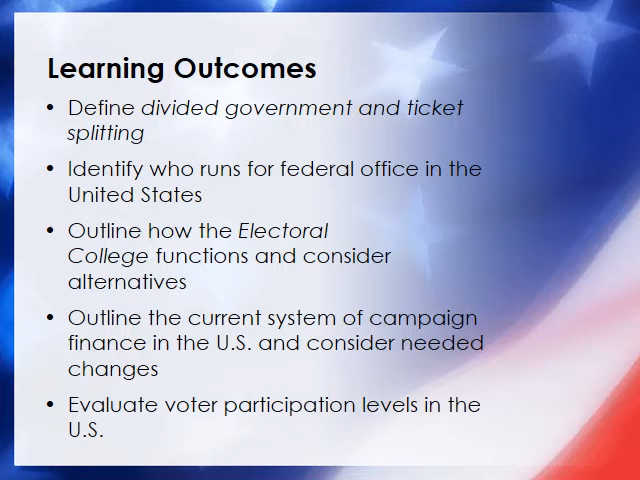 Learning Outcomes
• Define divided government and ticket
splitting
• Identify who runs for federal office in the
United States
• Outline how the Electoral
College functions and consider
alternatives
• Outline the current system of campaign
finance in the U.S. and consider needed
changes
• Evaluate voter participation levels in the
U.S.